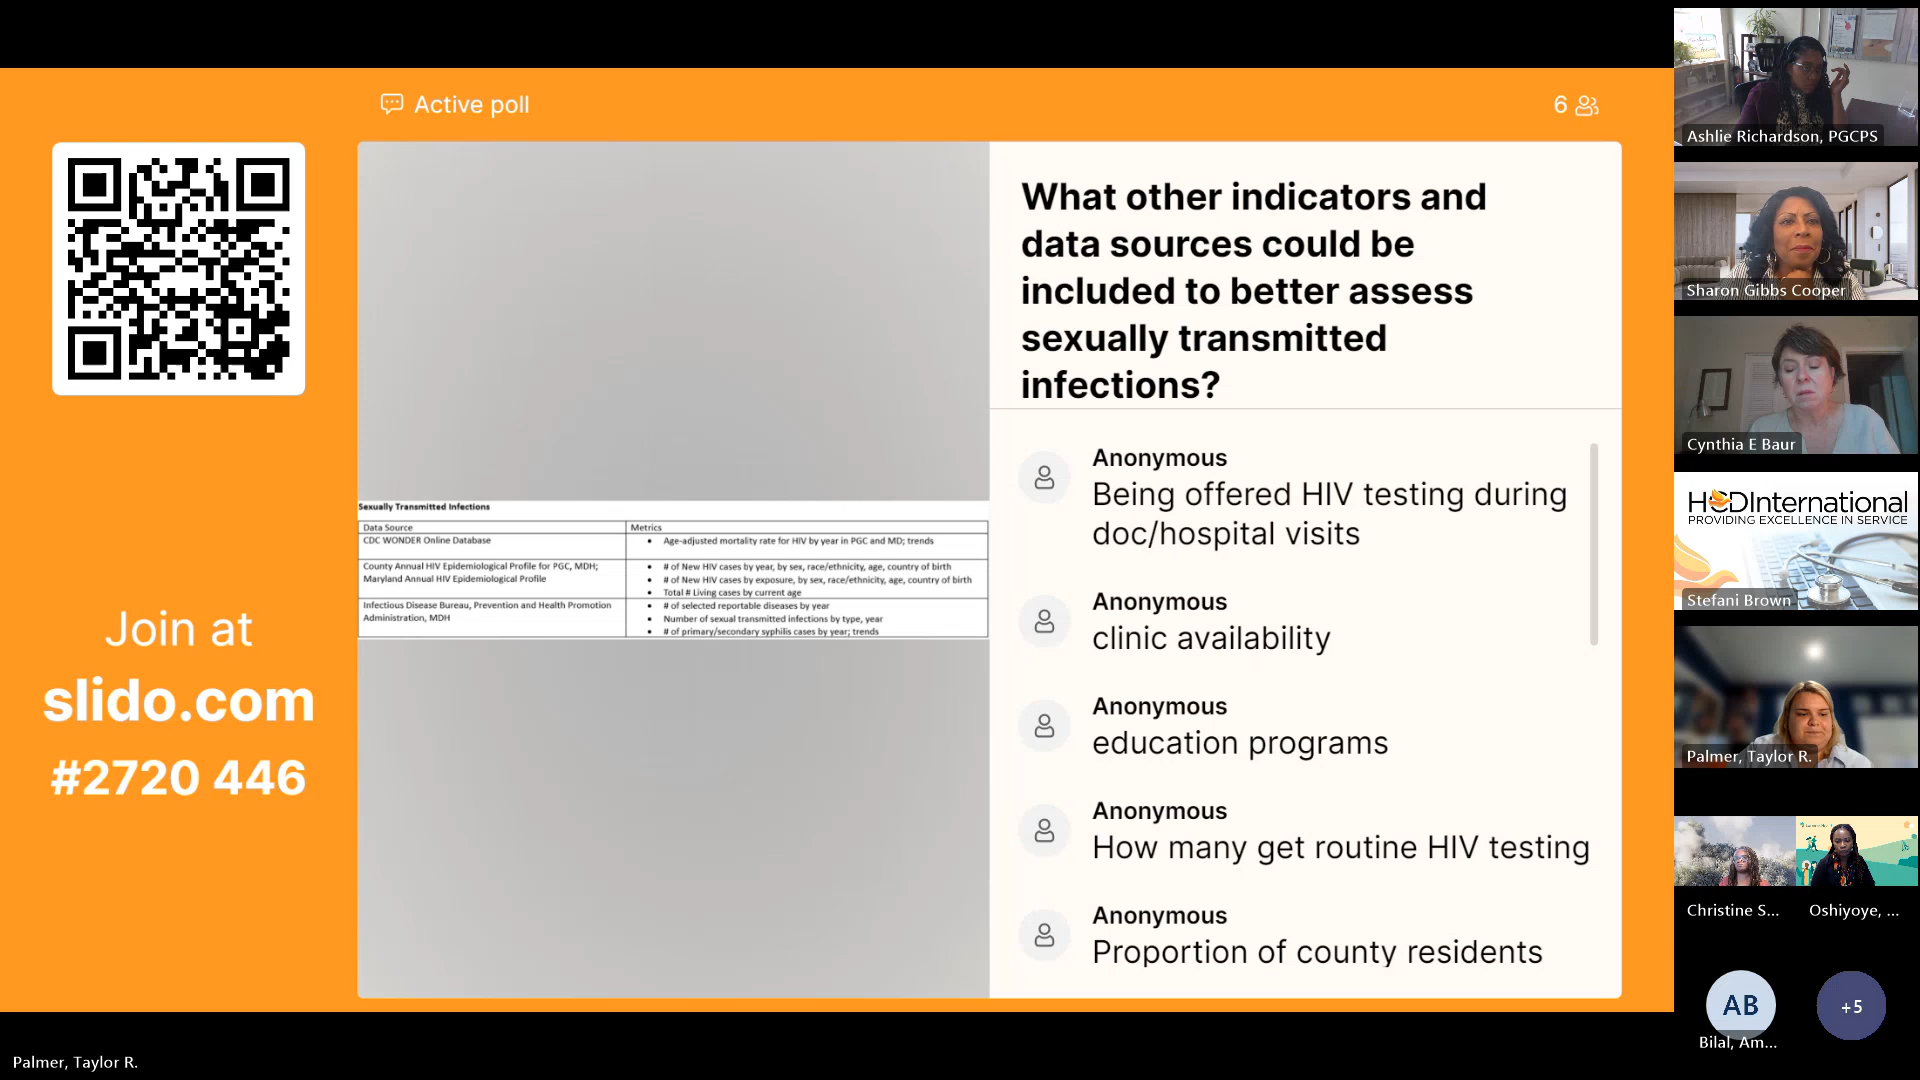 Active poll
6
Join at
slido.com
#2720 446
Sexually Transmitted Infections
Data Source
Metrics
CDC WONDER Online Database
• Age-adjusted mortality rate for HIV by year in PGC and MD; trends
County Annual HIV Epidemiological Profile for PGC, MDH;
Maryland Annual HIV Epidemiological Profile
• # of New HIV cases by year, by sex, race/ethnicity, age, country of birth
• # of New HIV cases by exposure, by sex, race/ethnicity, age, country of birth
• Total # Living cases by current age
Infectious Disease Bureau, Prevention and Health Promotion
Administration, MDH
• # of selected reportable diseases by year
• Number of sexual transmitted infections by type, year
• # of primary/secondary syphilis cases by year; trends
What other indicators and
data sources could be
included to better assess
sexually transmitted
infections?
Anonymous
Being offered HIV testing during
doc/hospital visits
Anonymous
clinic availability
Anonymous
education programs
Anonymous
How many get routine HIV testing
Anonymous
Proportion of county residents
Ashlie Richardson, PGCPS
Sharon Gibbs Cooper
Cynthia E Baur
HCDInternational
PROVIDING EXCELLENCE IN SERVICE
Stefani Brown
Palmer, Taylor R.
Christine S...
Oshiyoye, ...
AB
Bilal, Am...
+5
Palmer, Taylor R.